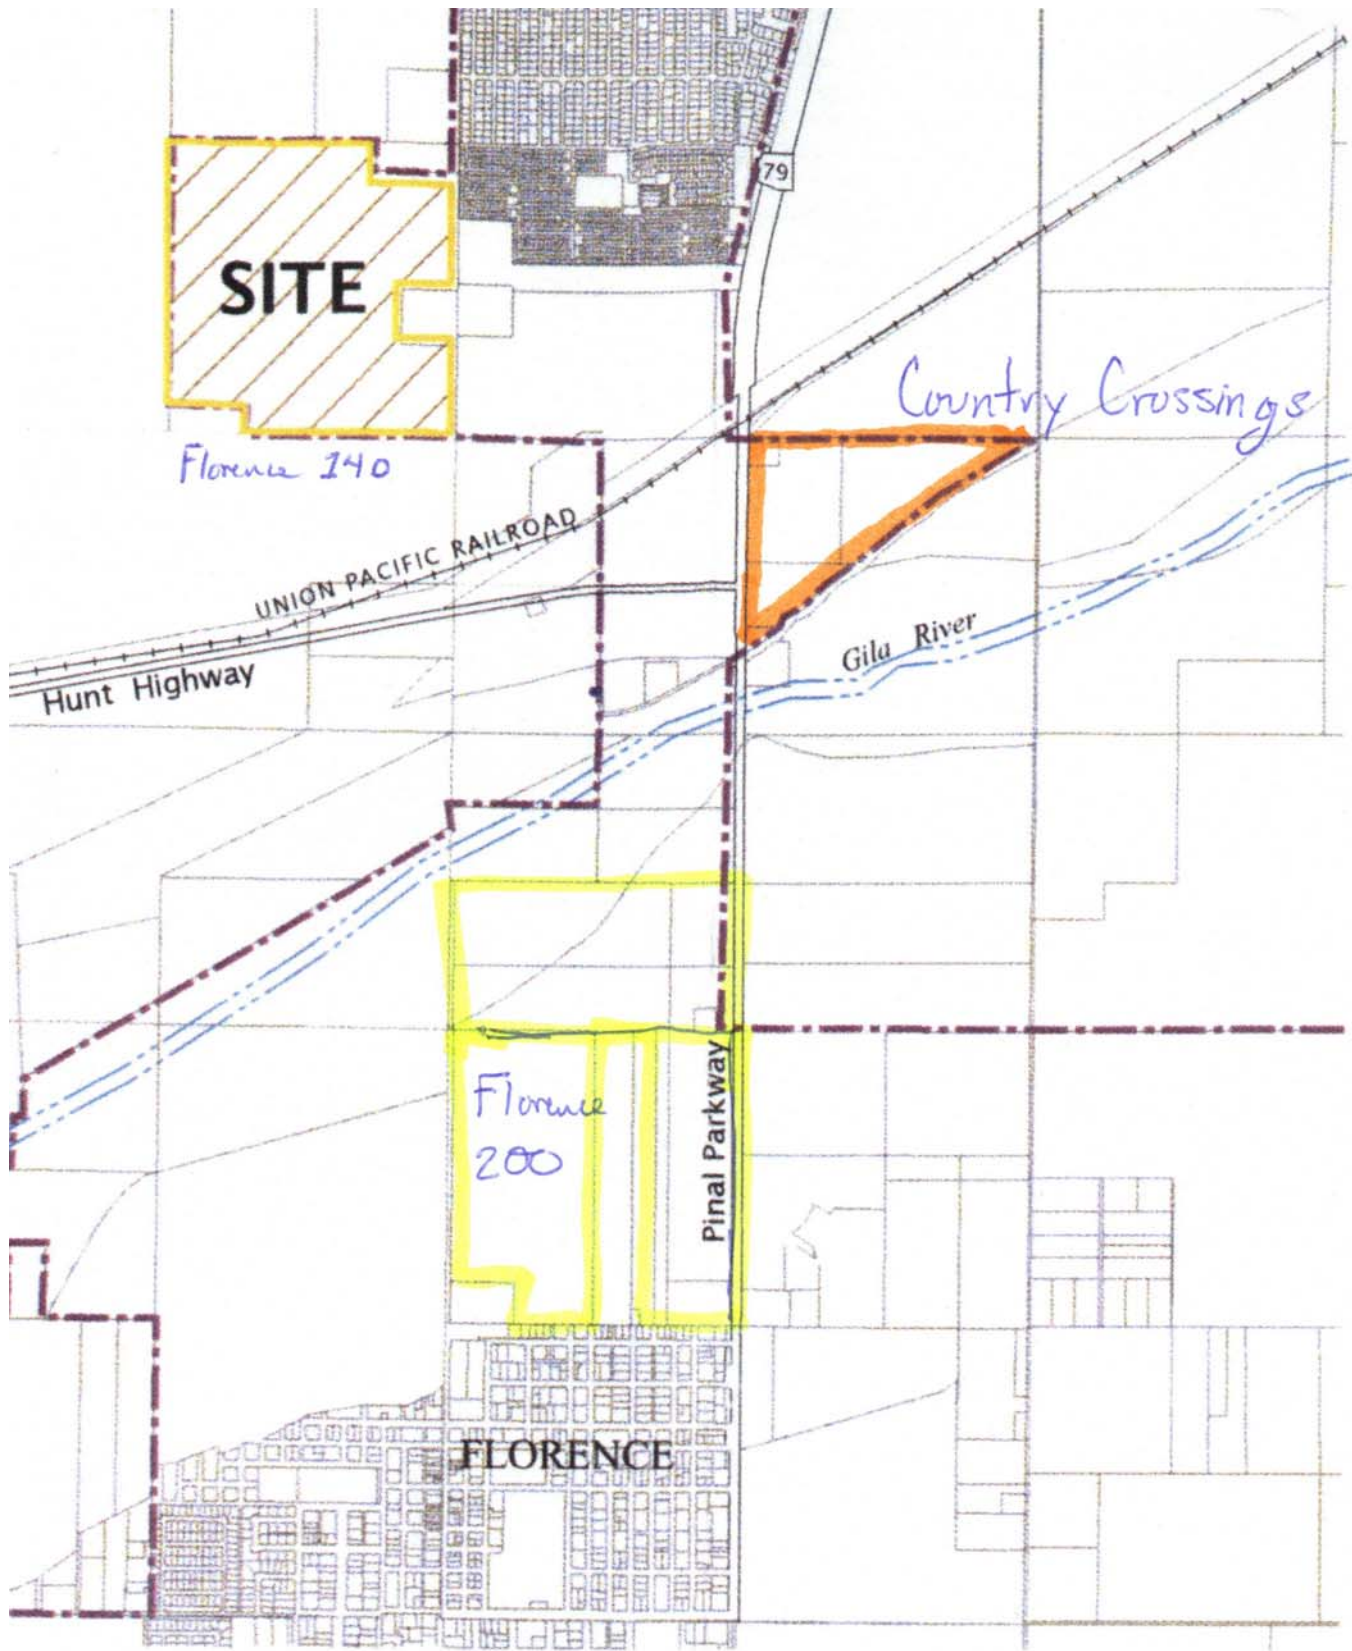 79
SITE
Country Crossings
Florence 140
UNION PACIFIC RAILROAD
Gila River
Hunt Highway
Florence
200
Pinal Parkway
FLORENCE